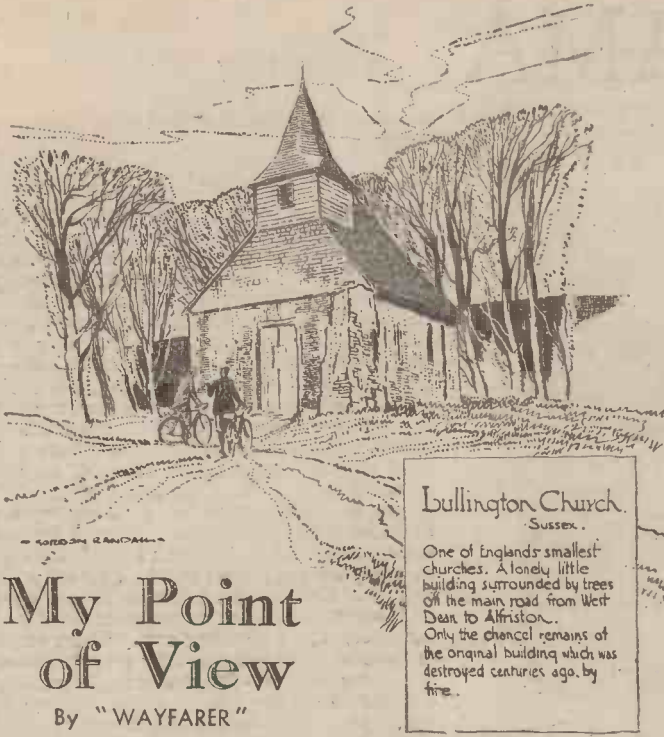 - GORDON RANDALL -
My Point
of View
By "WAYFARER"
Lullington Church.
Sussex.
One of Englands smallest
churches. A lonely little
building surrounded by trees
off the main road from West
Dean to Alfriston.
Only the chancel remains of
the original building which was
destroyed centuries ago, by
fire.